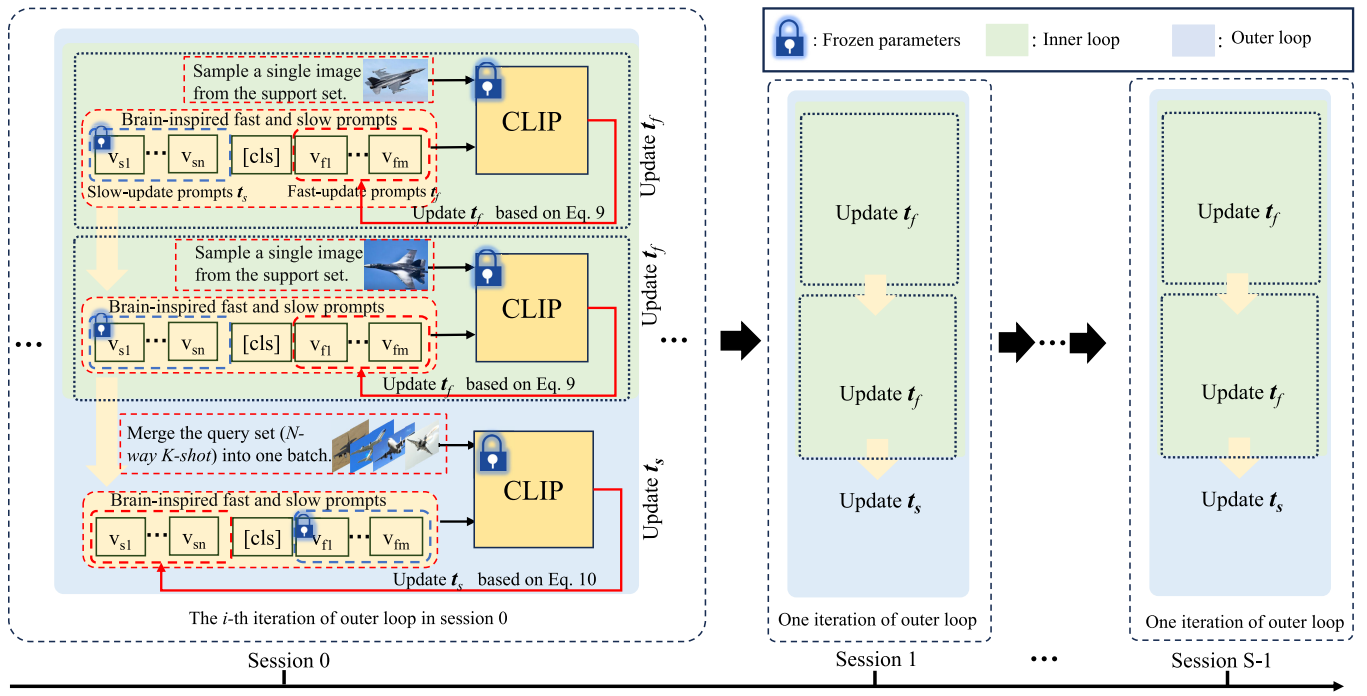 : Frozen parameters
: Inner loop
: Outer loop
Sample a single image
from the support set.
CLIP
Brain-inspired fast and slow prompts
v_s1 ... v_sn [cls] v_f1 ... v_fm
Slow-update prompts t_s
Fast-update prompts t_f
Update t_f based on Eq. 9
Update t_f
Sample a single image
from the support set.
CLIP
Brain-inspired fast and slow prompts
v_s1 ... v_sn [cls] v_f1 ... v_fm
Update t_f based on Eq. 9
Update t_f
...
...
Merge the query set (N-
way K-shot) into one batch.
CLIP
Brain-inspired fast and slow prompts
v_s1 ... v_sn [cls] v_f1 ... v_fm
Update t_s based on Eq. 10
Update t_s
The i-th iteration of outer loop in session 0
Update t_f
Update t_f
Update t_s
One iteration of outer loop
...
Update t_f
Update t_f
Update t_s
One iteration of outer loop
Session 0
Session 1
...
Session S-1